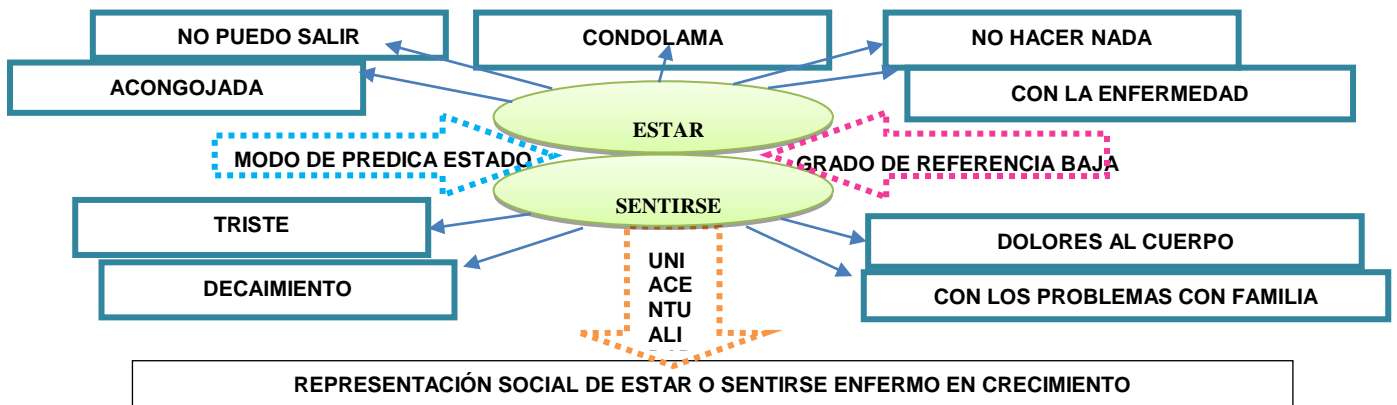 NO PUEDO SALIR
CONDOLAMA
NO HACER NADA
ACONGOJADA
CON LA ENFERMEDAD
ESTAR
MODO DE PREDICA ESTADO
GRADO DE REFERENCIA BAJA
SENTIRSE
TRISTE
DOLORES AL CUERPO
DECAIMIENTO
CON LOS PROBLEMAS CON FAMILIA
UNI
ACE
NTU
ALI
REPRESENTACIÓN SOCIAL DE ESTAR O SENTIRSE ENFERMO EN CRECIMIENTO